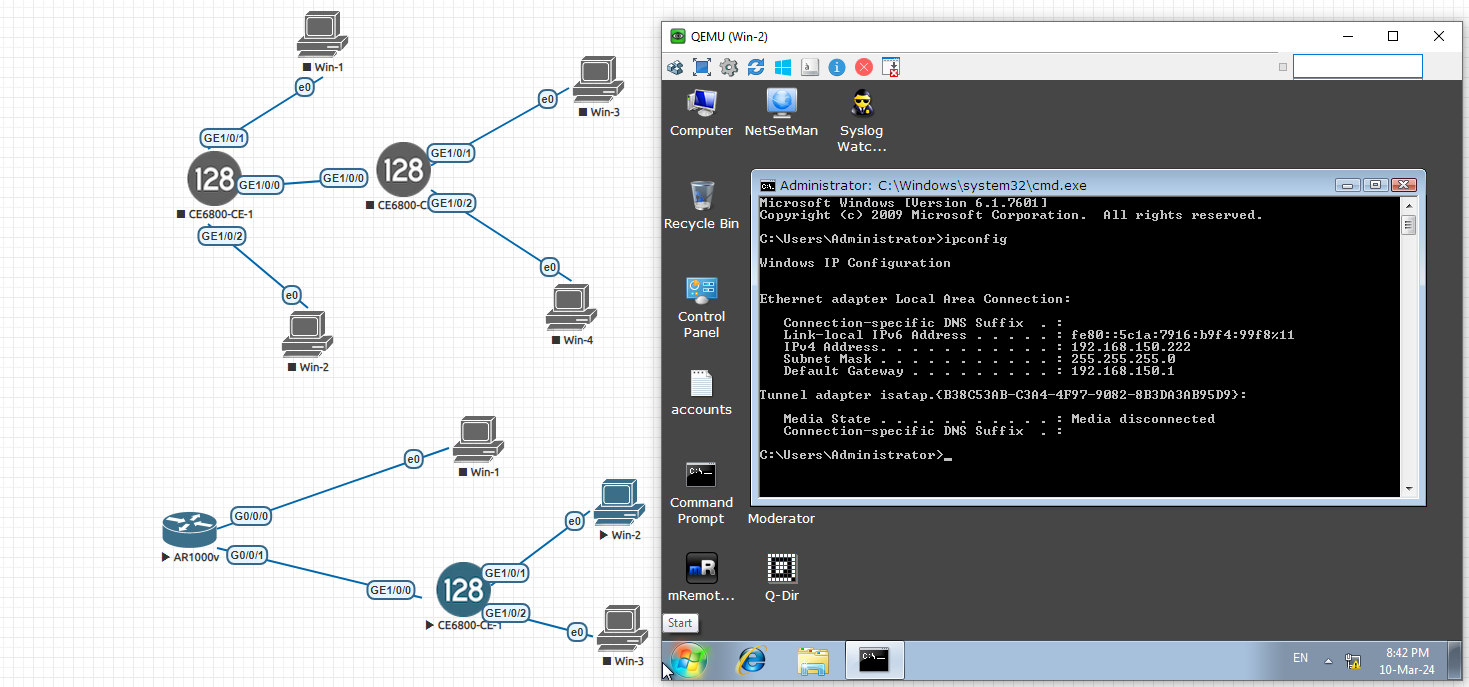 Win-1
e0
GE1/0/1
128
GE1/0/0
CE6800-CE-1
GE1/0/2
e0
Win-2
GE1/0/0
128
CE6800-C
GE1/0/1
GE1/0/2
e0
Win-3
e0
Win-4
Win-1
e0
G0/0/0
AR1000v
G0/0/1
GE1/0/0
128
CE6800-CE-1
GE1/0/1
GE1/0/2
e0
Win-2
e0
Win-3
QEMU (Win-2)
Computer
NetSetMan
Syslog
Watc...
Recycle Bin
Control
Panel
accounts
Command
Prompt
Moderator
mRemot...
Q-Dir
Administrator: C:\Windows\system32\cmd.exe
Microsoft Windows [Version 6.1.7601]
Copyright (c) 2009 Microsoft Corporation.  All rights reserved.
C:\Users\Administrator>ipconfig
Windows IP Configuration
Ethernet adapter Local Area Connection:
Connection-specific DNS Suffix  . :
Link-local IPv6 Address . . . . . : fe80::5c1a:7916:b9f4:99f8%11
IPv4 Address. . . . . . . . . . . : 192.168.150.222
Subnet Mask . . . . . . . . . . . : 255.255.255.0
Default Gateway . . . . . . . . . : 192.168.150.1
Tunnel adapter isatap.{B38C53AB-C3A4-4F97-9082-8B3DA3AB95D9}:
Media State . . . . . . . . . . . : Media disconnected
Connection-specific DNS Suffix  . :
C:\Users\Administrator>_
Start
EN
8:42 PM
10-Mar-24